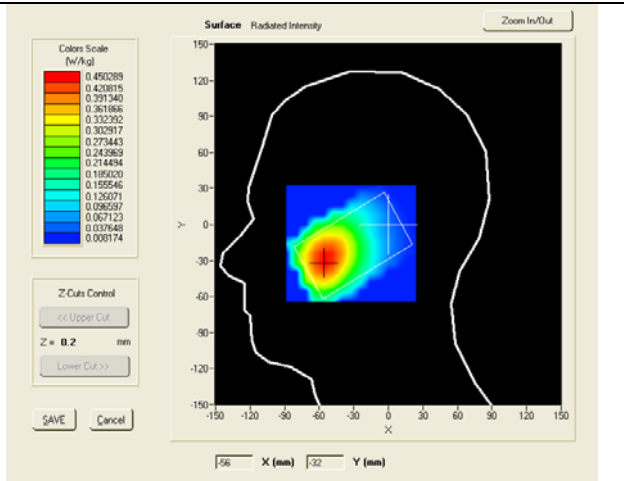 Surface Radiated Intensity
Zoom In/Out
Colors Scale
(W/kg)
0.450289
0.420815
0.391340
0.361866
0.332392
0.302917
0.273443
0.243969
0.214494
0.185020
0.155546
0.126071
0.096597
0.067123
0.037648
0.008174
Z-Cuts Control
<< Upper Cut
Z = 0.2 mm
Lower Cut >>
SAVE Cancel
150
120
90
60
30
0
-30
-60
-90
-120
-150
Y
-150 -120 -90 -60 -30 0 30 60 90 120 150
X
-56 X (mm) -32 Y (mm)